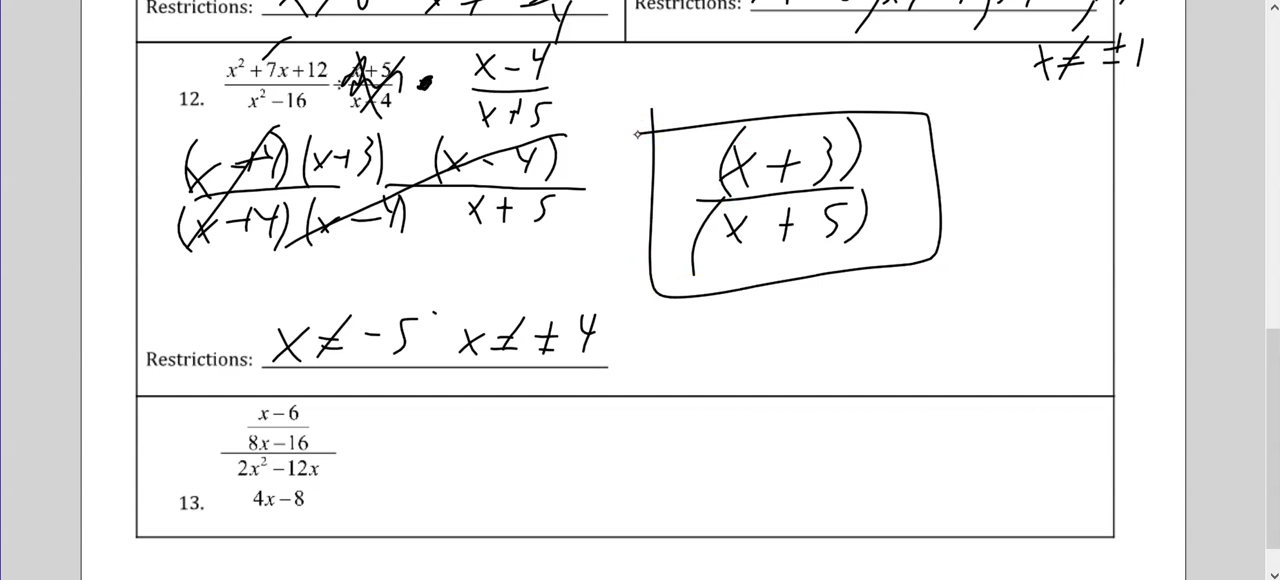 Restrictions:
Restrictions:
x ≠ ±1
12. x² + 7x + 12 / x² − 16 ÷ x + 5 / x − 4 • x − 4 / x + 5
(x + 4)(x + 3) (x − 4)
(x + 4)(x − 4) x + 5
(x + 3)
(x + 5)
Restrictions: x ≠ −5 x ≠ ± 4
x − 6
8x − 16
2x² − 12x
13. 4x − 8